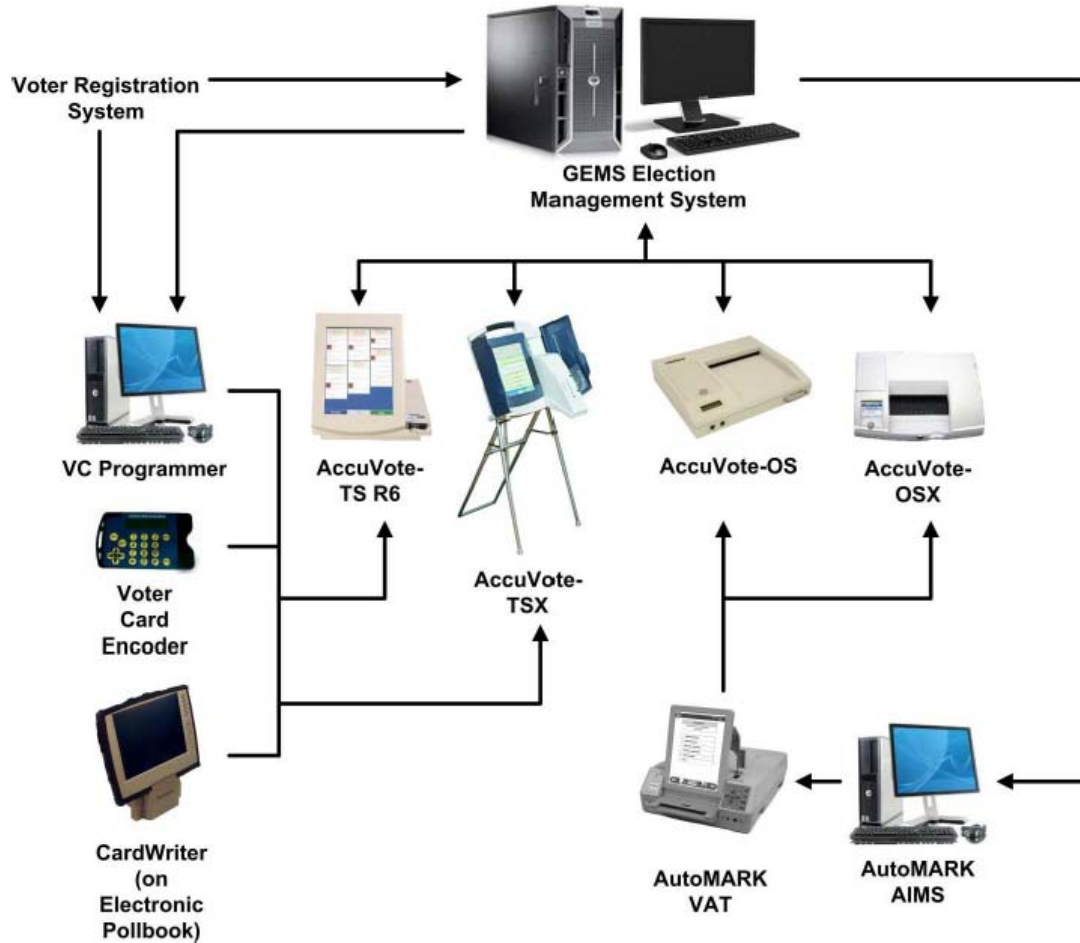 Voter Registration
System
GEMS Election
Management System
VC Programmer
AccuVote-
TS R6
AccuVote-OS
AccuVote-
OSX
AccuVote-
TSX
Voter
Card
Encoder
CardWriter
(on
Electronic
Pollbook)
AutoMARK
VAT
AutoMARK
AIMS